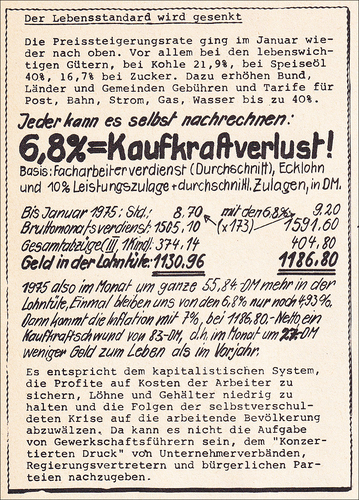 Der Lebensstandard wird gesenkt
Die Preissteigerungsrate ging im Januar wie-
der nach oben. Vor allem bei den lebenswich-
tigen Gütern, bei Kohle 21,9%, bei Speiseöl
40%, 16,7% bei Zucker. Dazu erhöhen Bund,
Länder und Gemeinden Gebühren und Tarife für
Post, Bahn, Strom, Gas, Wasser bis zu 40%.
Jeder kann es selbst nachrechnen:
6,8%=Kaufkraftverlust!
Basis: Facharbeiterverdienst (Durchschnitt), Ecklohn
und 10% Leistungszulage + durchschnittl. Zulagen, in DM.
Bis Januar 1975: Std.: 8.70 mit den 6,8% 9.20
Bruttomonatsverdienst: 1505,10 (x173) 1591.60
Gesamtabzüge (III, 1 Kind): 374.14 404.80
Geld in der Lohntüte: 1130.96 1186.80
1975 also im Monat um ganze 55,84 DM mehr in der
Lohntüte, Einmal bleiben uns von den 6,8% nur noch 4,93%.
Dann kommt die Inflation mit 7%, bei 1186,80.-Netto, ein
Kaufkraftschwund von 83-DM, d.h. im Monat um 27-DM
weniger Geld zum Leben als im Vorjahr.
Es entspricht dem kapitalistischen System,
die Profite auf Kosten der Arbeiter zu
sichern, Löhne und Gehälter niedrig zu
halten und die Folgen der selbstverschul-
deten Krise auf die arbeitende Bevölkerung
abzuwälzen. Da kann es nicht die Aufgabe
von Gewerkschaftsführern sein, dem "Konzer-
tierten Druck" von Unternehmerverbänden,
Regierungsvertretern und bürgerlichen Par-
teien nachzugeben.